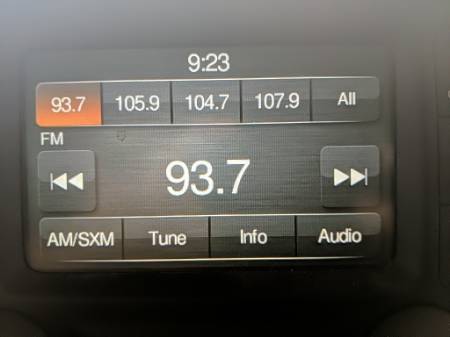 9:23
93.7 105.9 104.7 107.9 All
FM
93.7
AM/SXM Tune Info Audio